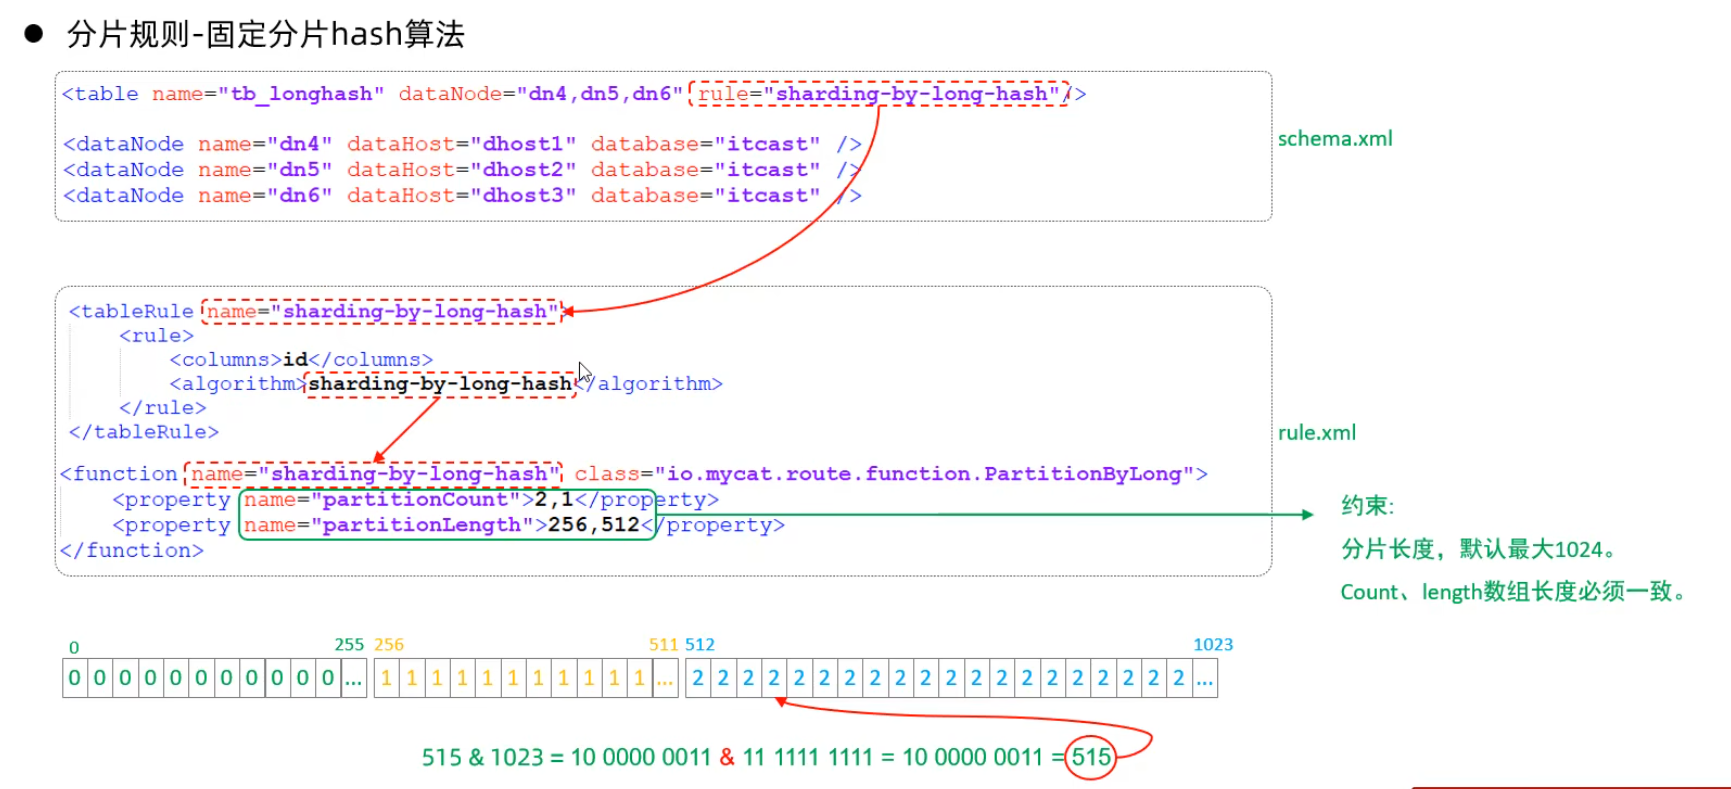 ● 分片规则-固定分片hash算法
<table name="tb_longhash" dataNode="dn4,dn5,dn6" rule="sharding-by-long-hash"/>
<dataNode name="dn4" dataHost="dhost1" database="itcast" />
<dataNode name="dn5" dataHost="dhost2" database="itcast" />
<dataNode name="dn6" dataHost="dhost3" database="itcast" />
schema.xml
<tableRule name="sharding-by-long-hash">
<rule>
<columns>id</columns>
<algorithm>sharding-by-long-hash</algorithm>
</rule>
</tableRule>
<function name="sharding-by-long-hash" class="io.mycat.route.function.PartitionByLong">
<property name="partitionCount">2,1</property>
<property name="partitionLength">256,512</property>
</function>
rule.xml
约束:
分片长度，默认最大1024。
Count、length数组长度必须一致。
0 255 256 511 512 1023
0 0 0 0 0 0 0 0 0 0 0 ... 1 1 1 1 1 1 1 1 1 1 1 ... 2 2 2 2 2 2 2 2 2 2 2 2 2 2 2 2 2 2 2 2 ...
515 & 1023 = 10 0000 0011 & 11 1111 1111 = 10 0000 0011 = 515